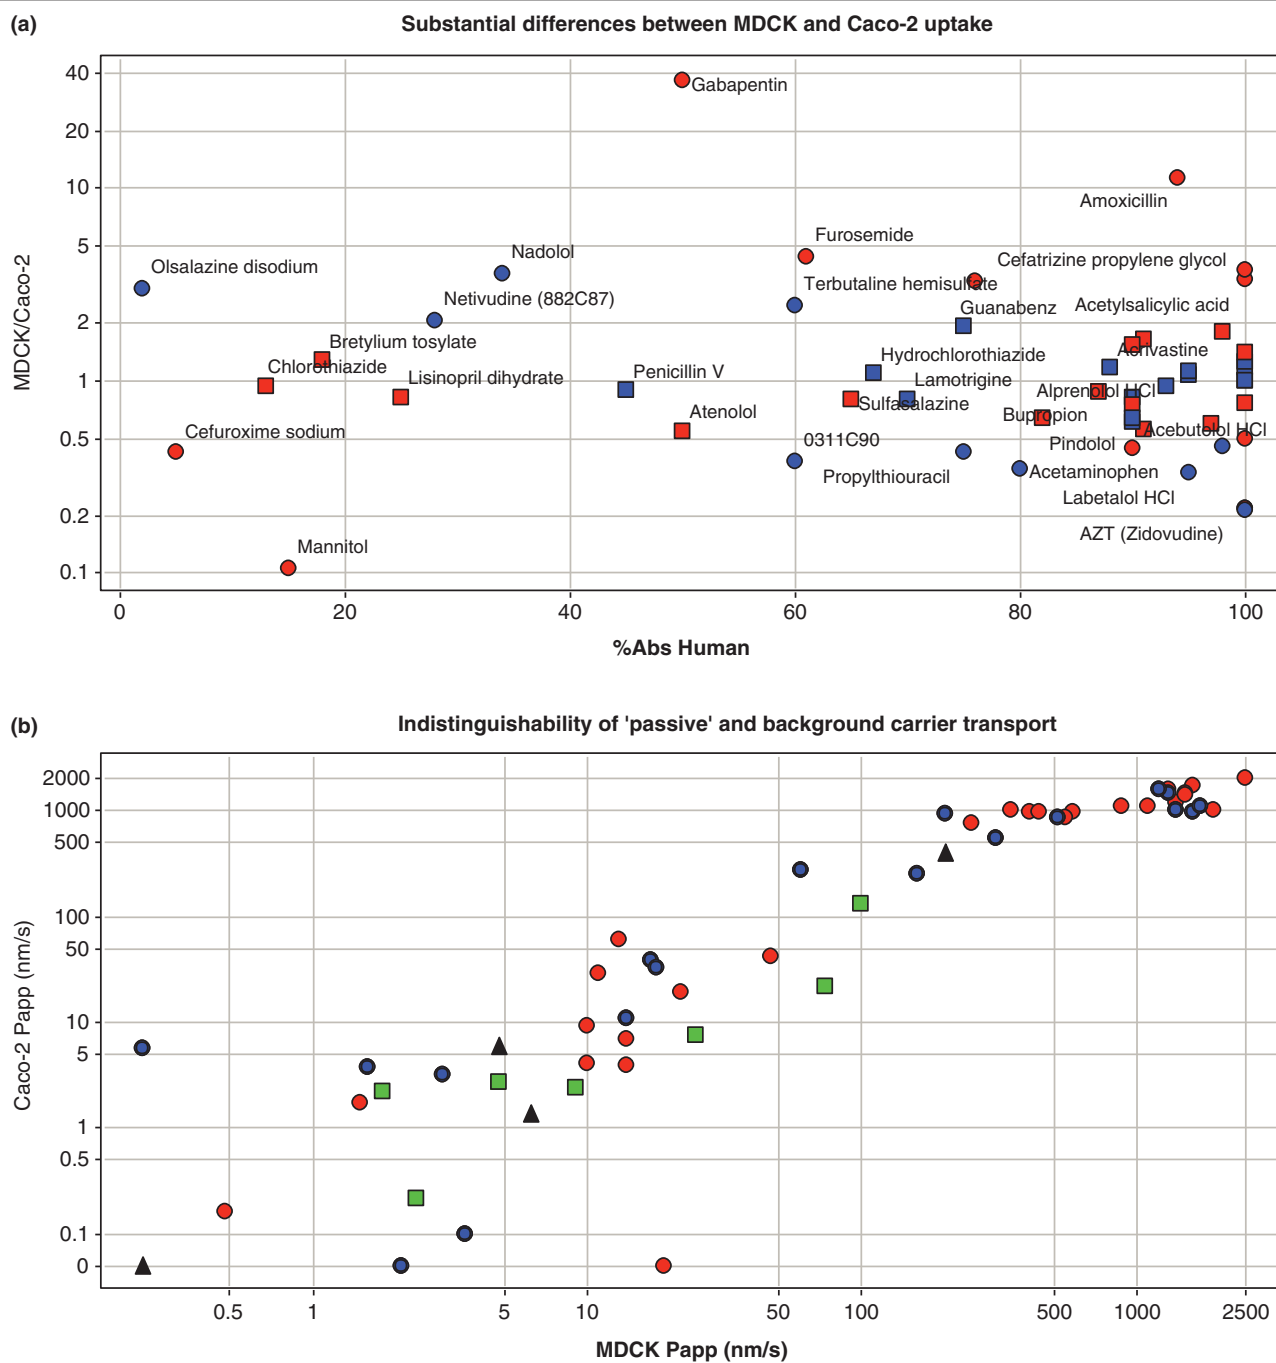 (a)
Substantial differences between MDCK and Caco-2 uptake
40
Gabapentin
20
10
Amoxicillin
5
Furosemide
Nadolol
Cefatrizine propylene glycol
Olsalazine disodium
Terbutaline hemisulfate
Netivudine (882C87)
Guanabenz
Acetylsalicylic acid
2
Bretylium tosylate
Acrivastine
Hydrochlorothiazide
Chlorothiazide
Penicillin V
Lisinopril dihydrate
Lamotrigine
1
Alprenolol HCl
Sulfasalazine
Atenolol
Bupropion
Cefuroxime sodium
Acebutolol HCl
0.5
0311C90
Pindolol
Propylthiouracil
Acetaminophen
Labetalol HCl
0.2
AZT (Zidovudine)
Mannitol
0.1
MDCK/Caco-2
0 20 40 60 80 100
%Abs Human
(b)
Indistinguishability of 'passive' and background carrier transport
2000
1000
500
100
50
10
5
1
0.5
0.1
0
Caco-2 Papp (nm/s)
0.5 1 5 10 50 100 500 1000 2500
MDCK Papp (nm/s)